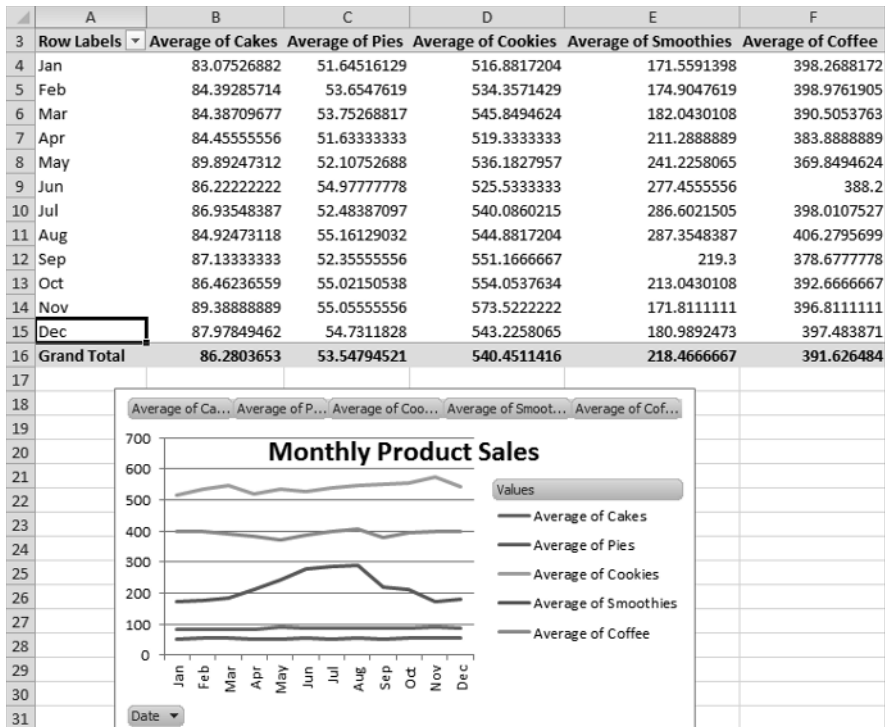 A B C D E F
3 Row Labels Average of Cakes Average of Pies Average of Cookies Average of Smoothies Average of Coffee
4 Jan 83.07526882 51.64516129 516.8817204 171.5591398 398.2688172
5 Feb 84.39285714 53.6547619 534.3571429 174.9047619 398.9761905
6 Mar 84.38709677 53.75268817 545.8494624 182.0430108 390.5053763
7 Apr 84.45555556 51.63333333 519.3333333 211.2888889 383.8888889
8 May 89.89247312 52.10752688 536.1827957 241.2258065 369.8494624
9 Jun 86.22222222 54.97777778 525.5333333 277.4555556 388.2
10 Jul 86.93548387 52.48387097 540.0860215 286.6021505 398.0107527
11 Aug 84.92473118 55.16129032 544.8817204 287.3548387 406.2795699
12 Sep 87.13333333 52.35555556 551.1666667 219.3 378.6777778
13 Oct 86.46236559 55.02150538 554.0537634 213.0430108 392.6666667
14 Nov 89.38888889 55.05555556 573.5222222 171.8111111 396.8111111
15 Dec 87.97849462 54.7311828 543.2258065 180.9892473 397.483871
16 Grand Total 86.2803653 53.54794521 540.4511416 218.4666667 391.626484
17
18
19
20
21
22
23
24
25
26
27
28
29
30
31
Average of Ca... Average of P... Average of Coo... Average of Smoot... Average of Cof...
Monthly Product Sales
700
600
500
400
300
200
100
0
Jan Feb Mar Apr May Jun Jul Aug Sep Oct Nov Dec
Values
Average of Cakes
Average of Pies
Average of Cookies
Average of Smoothies
Average of Coffee
Date